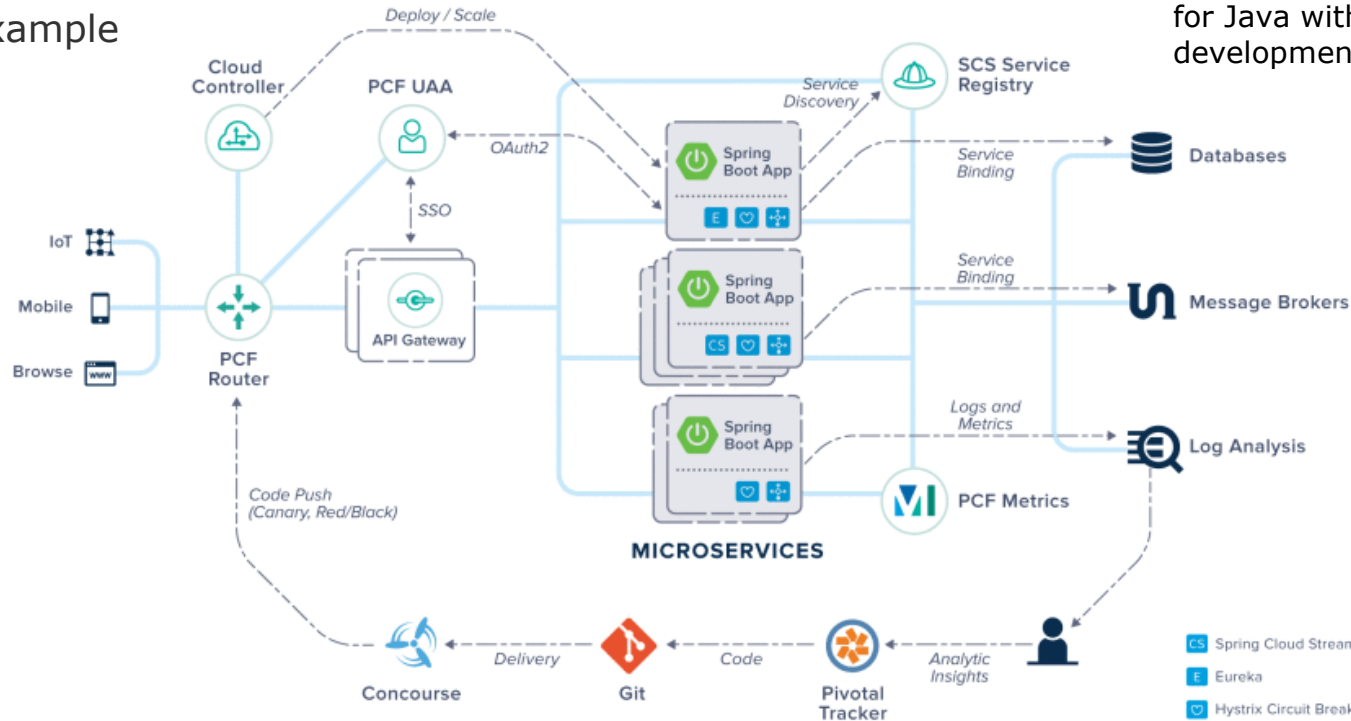 xample
for Java with
developmen
Deploy / Scale
Cloud
Controller
PCF UAA
OAuth2
SSO
Service
Discovery
SCS Service
Registry
Spring
Boot App
E
Service
Binding
Databases
IoT
Mobile
Browse
www
PCF
Router
API Gateway
Spring
Boot App
CS
Service
Binding
Message Brokers
Spring
Boot App
Logs and
Metrics
Log Analysis
PCF Metrics
MICROSERVICES
Code Push
(Canary, Red/Black)
Concourse
Delivery
Git
Code
Pivotal
Tracker
Analytic
Insights
CS Spring Cloud Stream
E Eureka
Hystrix Circuit Break